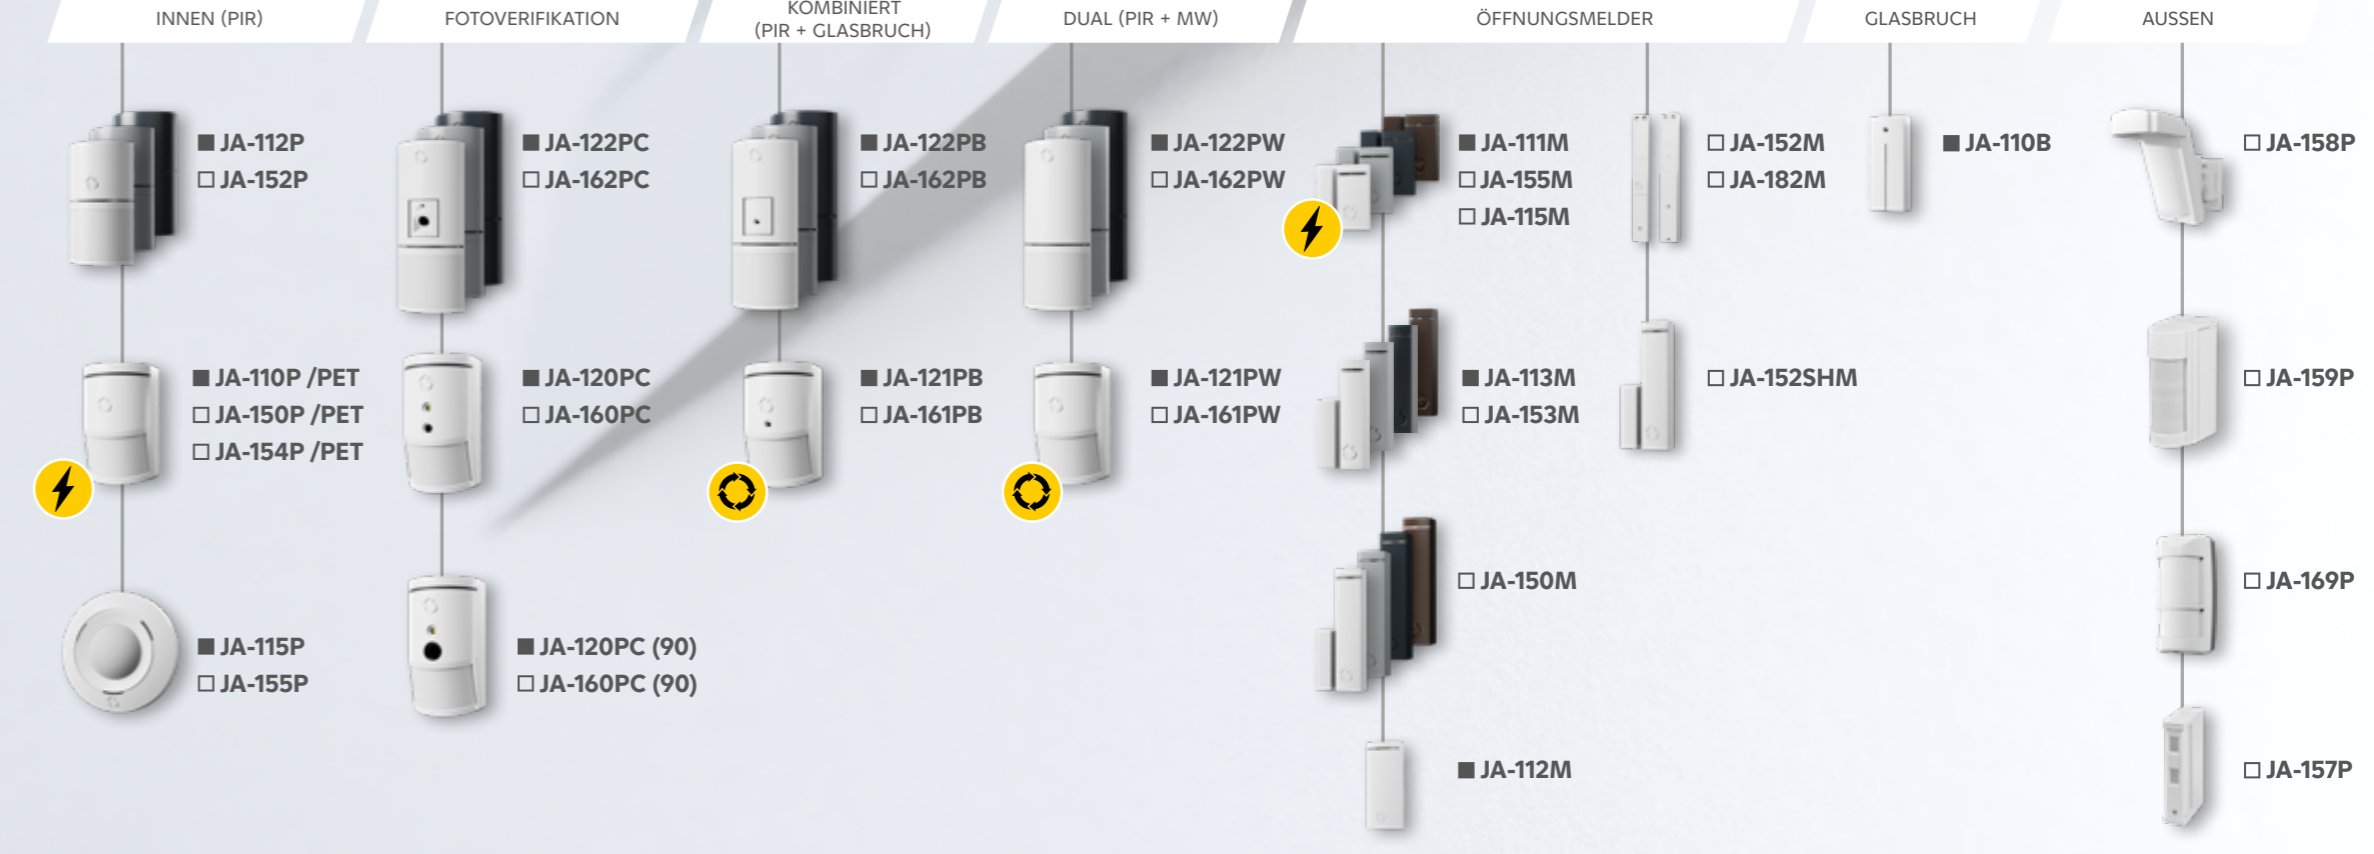 INNEN (PIR)
■ JA-112P
□ JA-152P
■ JA-110P /PET
□ JA-150P /PET
□ JA-154P /PET
■ JA-115P
□ JA-155P
FOTOVERIFIKATION
■ JA-122PC
□ JA-162PC
■ JA-120PC
□ JA-160PC
■ JA-120PC (90)
□ JA-160PC (90)
KOMBINIERT
(PIR + GLASBRUCH)
■ JA-122PB
□ JA-162PB
■ JA-121PB
□ JA-161PB
DUAL (PIR + MW)
■ JA-122PW
□ JA-162PW
■ JA-121PW
□ JA-161PW
ÖFFNUNGSMELDER
■ JA-111M
□ JA-155M
□ JA-115M
■ JA-113M
□ JA-153M
□ JA-150M
■ JA-112M
□ JA-152M
□ JA-182M
□ JA-152SHM
GLASBRUCH
■ JA-110B
AUSSEN
□ JA-158P
□ JA-159P
□ JA-169P
□ JA-157P